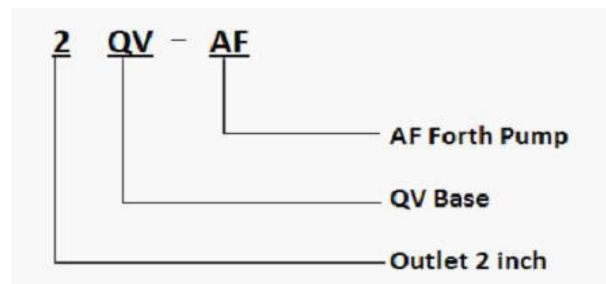 2 QV - AF
AF Forth Pump
QV Base
Outlet 2 inch